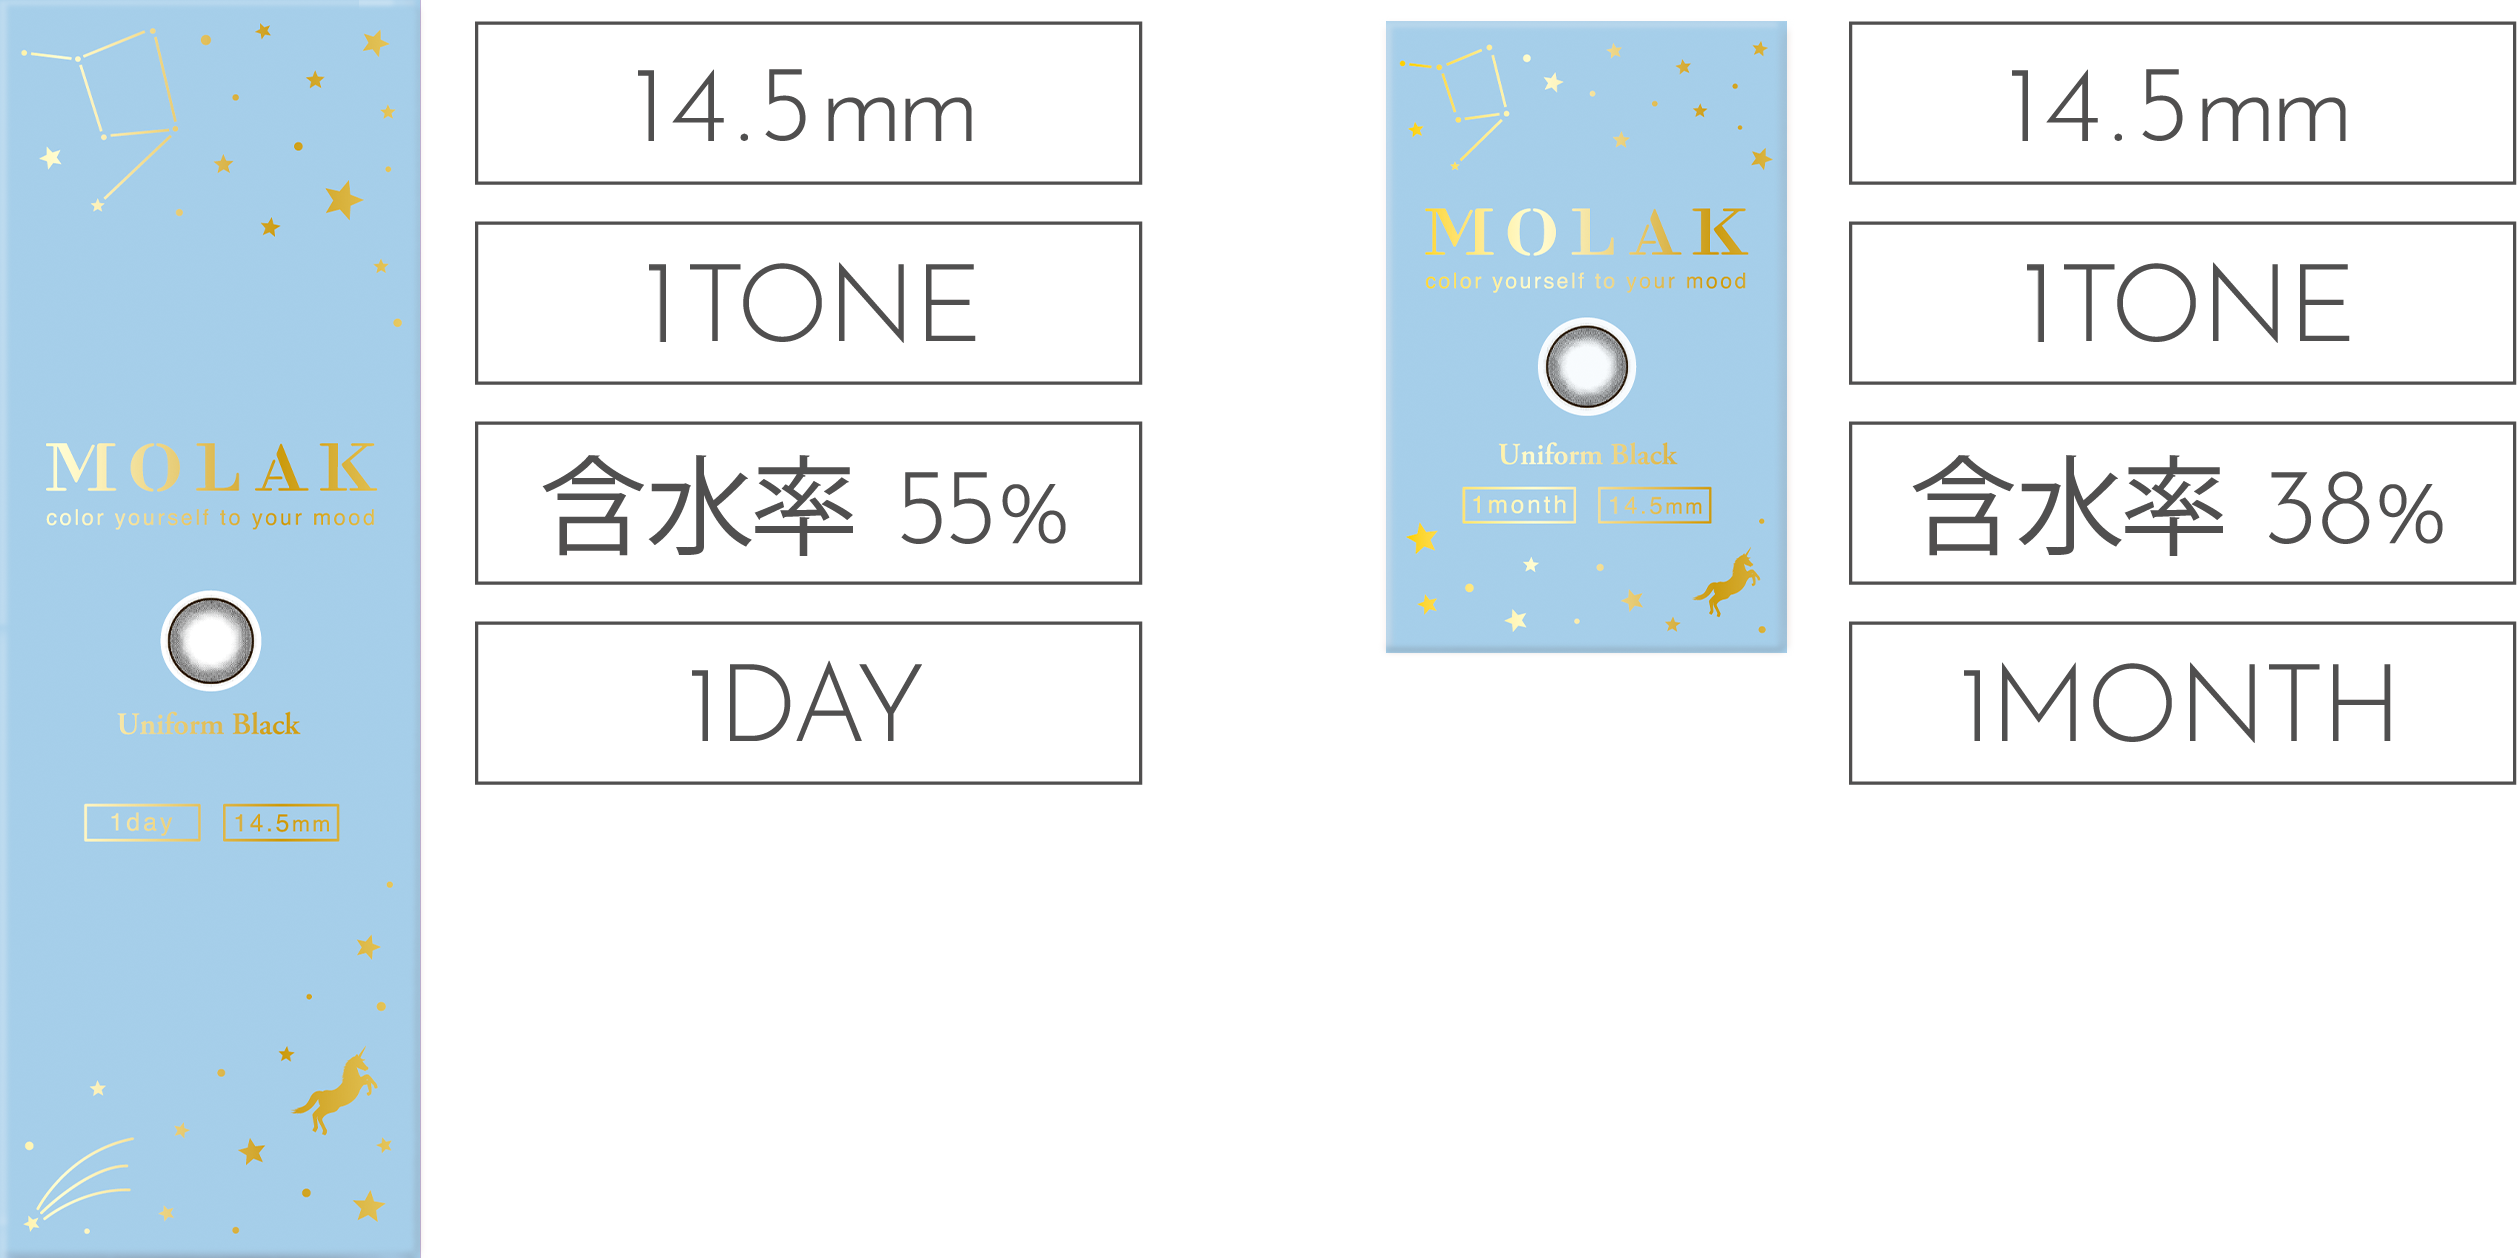 MOLAK
color yourself to your mood
Uniform Black
1day
14.5mm
14.5mm
1TONE
含水率 55%
1DAY
MOLAK
color yourself to your mood
Uniform Black
1month
14.5mm
14.5mm
1TONE
含水率 38%
1MONTH